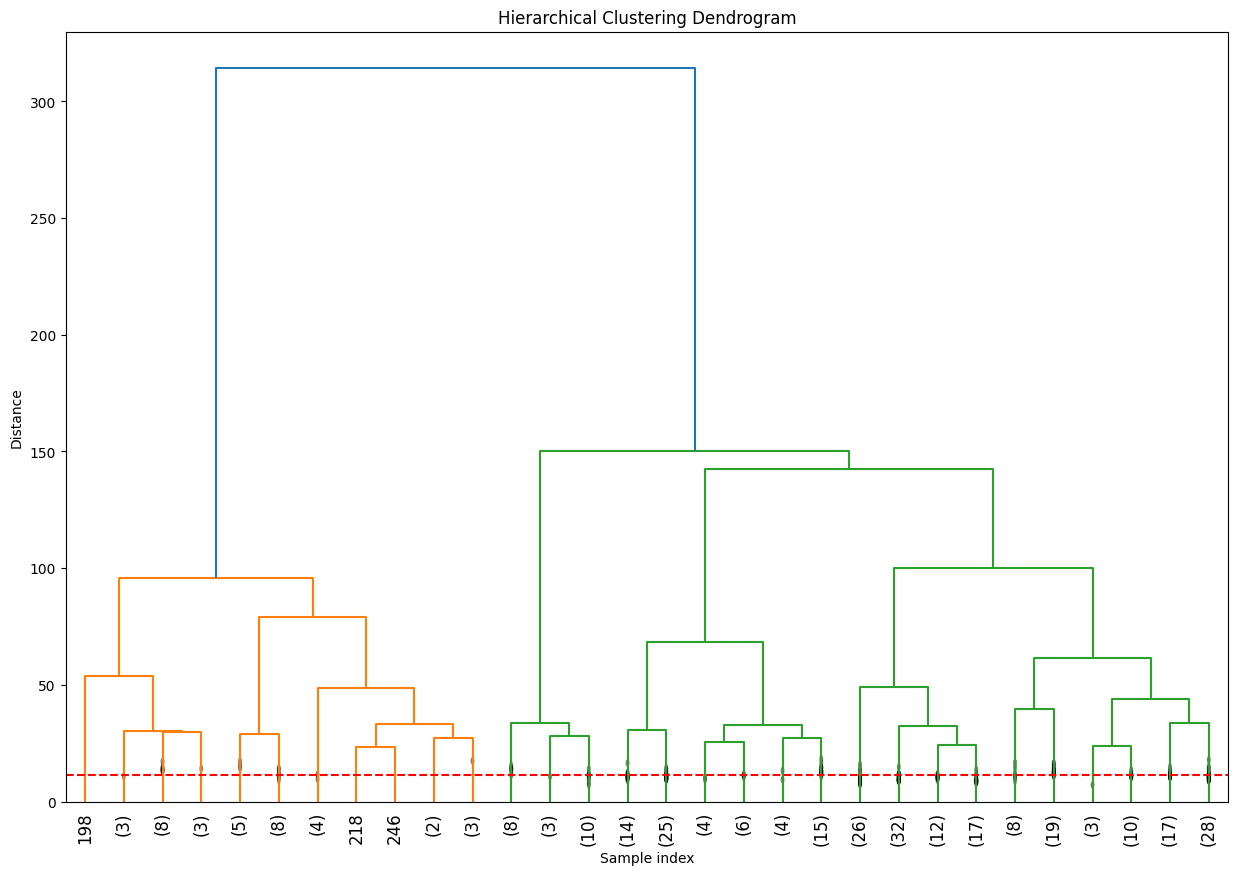 Hierarchical Clustering Dendrogram
300
250
200
150
100
50
0
Distance
198 (3) (8) (3) (5) (8) (4) 218 246 (2) (3) (8) (3) (10) (14) (25) (4) (6) (4) (15) (26) (32) (12) (17) (8) (19) (3) (10) (17) (28)
Sample index